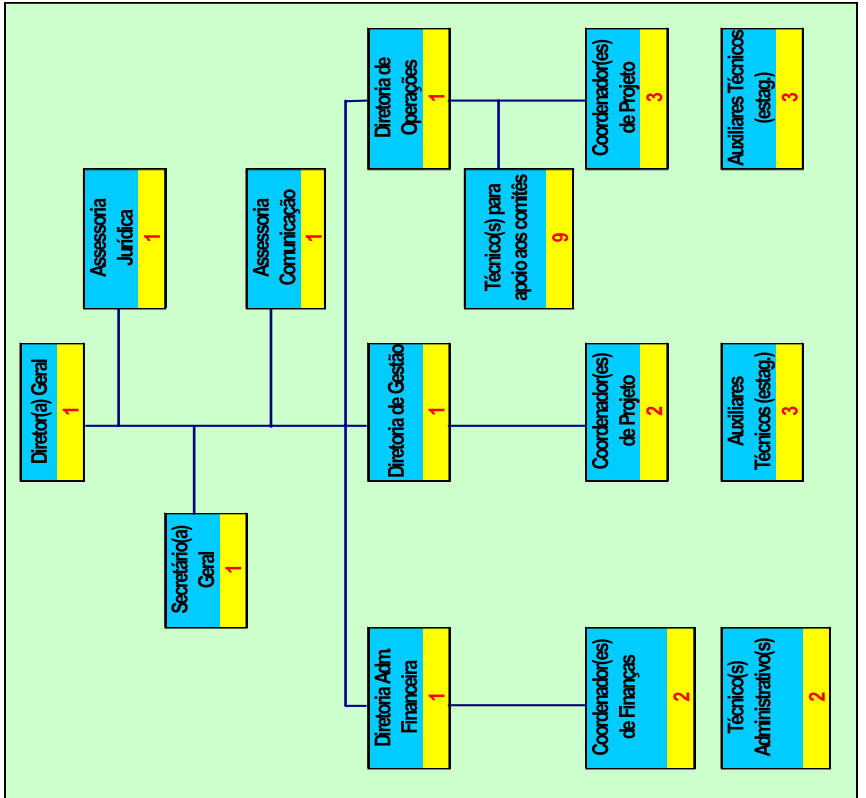 Diretor(a) Geral
1
Assessoria
Jurídica
1
Secretário(a)
Geral
1
Assessoria
Comunicação
1
Diretoria Adm.
Financeira
1
Diretoria de Gestão
1
Diretoria de
Operações
1
Técnico(s) para
apoio aos comitês
9
Coordenador(es)
de Finanças
2
Coordenador(es)
de Projeto
2
Coordenador(es)
de Projeto
3
Técnico(s)
Administrativo(s)
2
Auxiliares
Técnicos (estag.)
3
Auxiliares Técnicos
(estag.)
3